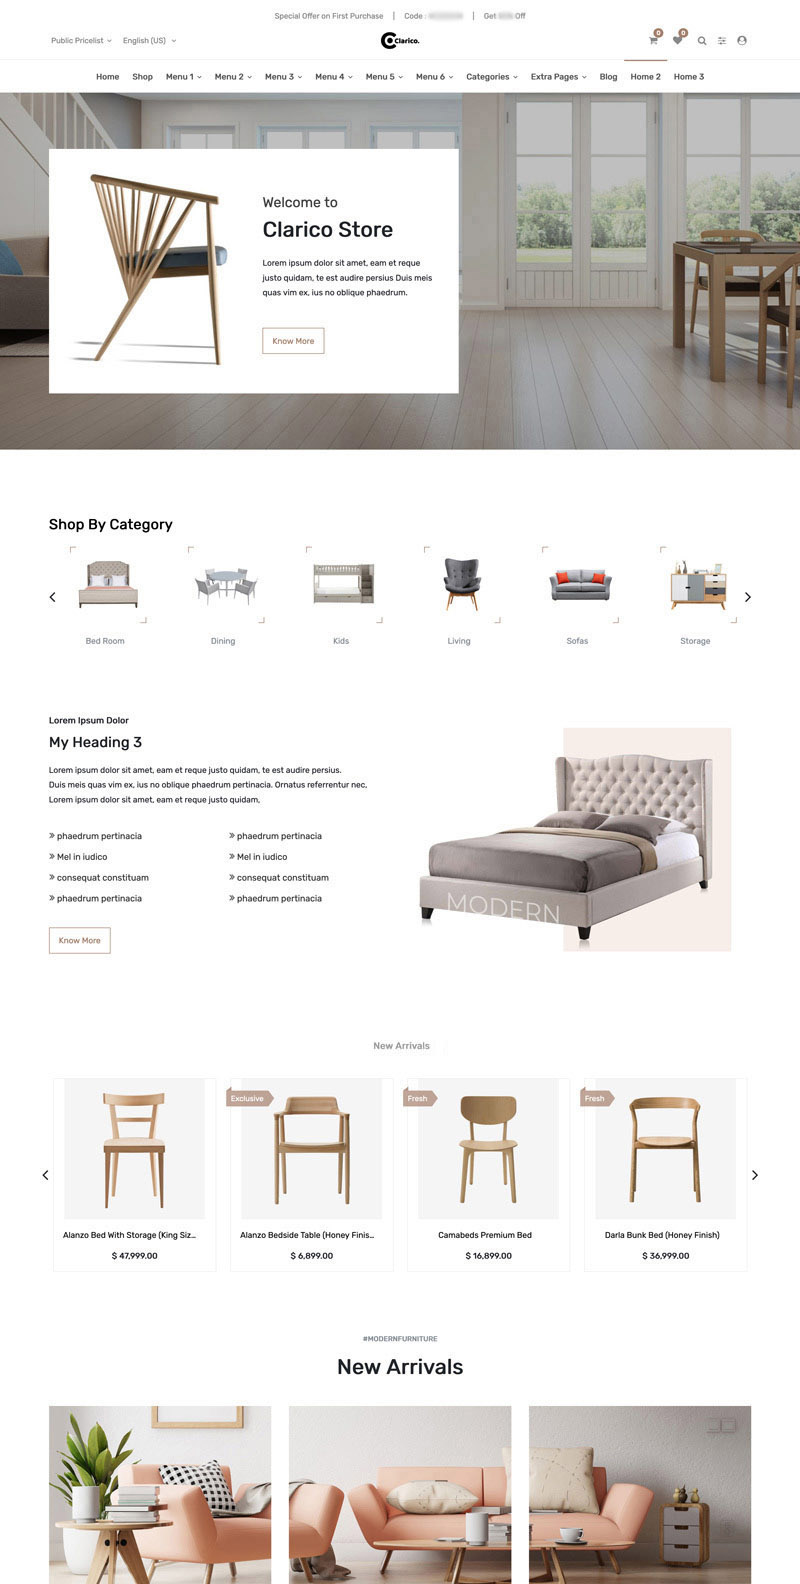 Special Offer on First Purchase | Code : | Get Off
Public Pricelist English (US) Clarico. 0 0
Home Shop Menu 1 Menu 2 Menu 3 Menu 4 Menu 5 Menu 6 Categories Extra Pages Blog Home 2 Home 3
Welcome to
Clarico Store
Lorem ipsum dolor sit amet, eam et reque
justo quidam, te est audire persius Duis meis
quas vim ex, ius no oblique phaedrum.
Know More
Shop By Category
Bed Room Dining Kids Living Sofas Storage
Lorem Ipsum Dolor
My Heading 3
Lorem ipsum dolor sit amet, eam et reque justo quidam, te est audire persius.
Duis meis quas vim ex, ius no oblique phaedrum pertinacia. Ornatus referrentur nec,
Lorem ipsum dolor sit amet, eam et reque justo quidam,
» phaedrum pertinacia » phaedrum pertinacia
» Mel in iudico » Mel in iudico
» consequat constituam » consequat constituam
» phaedrum pertinacia » phaedrum pertinacia
MODERN
Know More
New Arrivals
Exclusive Fresh Fresh
Alanzo Bed With Storage (King Siz... Alanzo Bedside Table (Honey Finis... Camabeds Premium Bed Darla Bunk Bed (Honey Finish)
$ 47,999.00 $ 6,899.00 $ 16,899.00 $ 36,999.00
#MODERNFURNITURE
New Arrivals